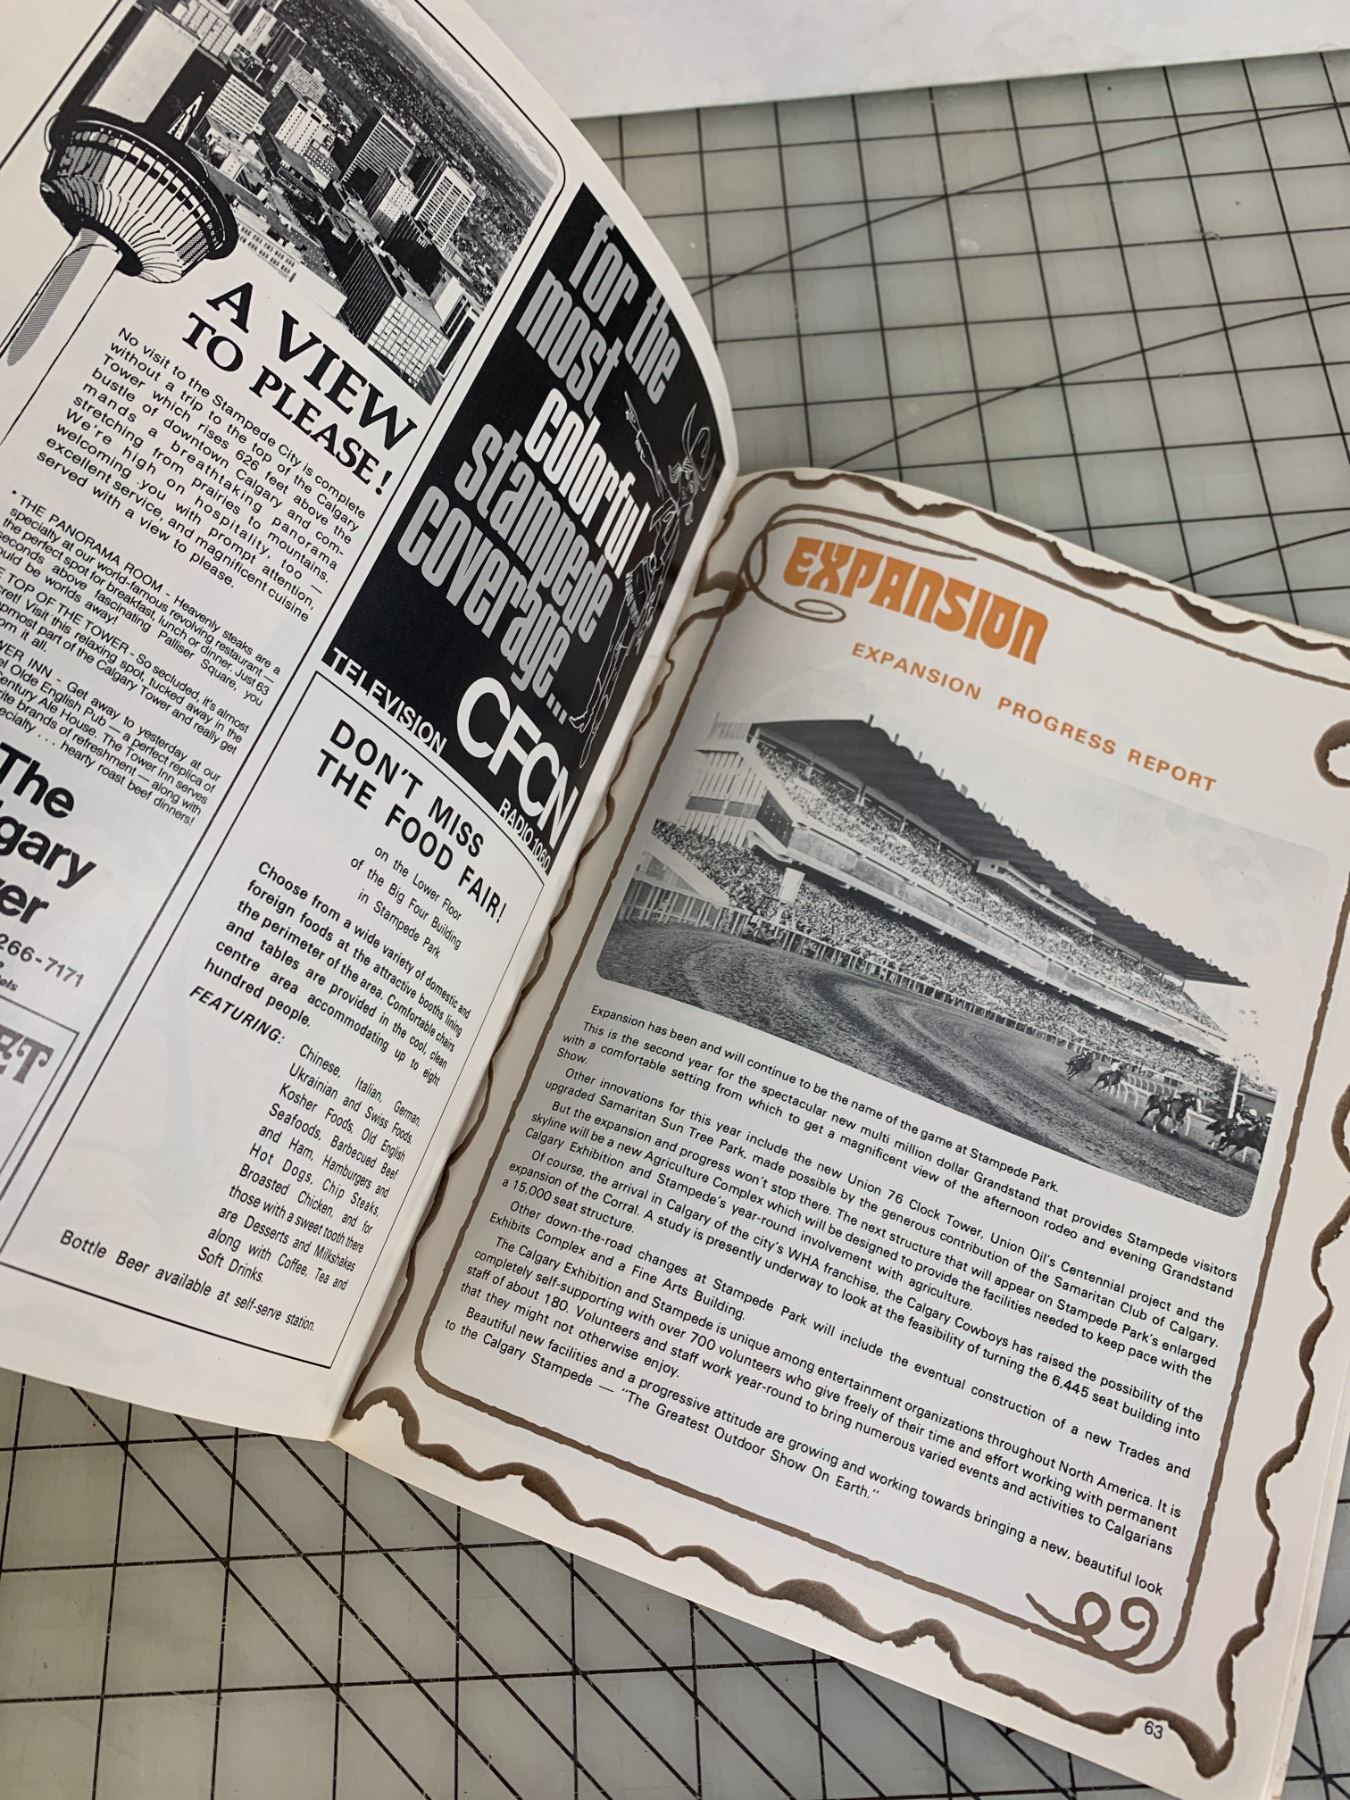 A VIEW
TO PLEASE!
No visit to the Stampede City is complete
without a trip to the top of the Calgary
Tower which rises 626 feet above the
bustle of downtown Calgary and com-
mands a breathtaking panorama
stretching from prairies to mountains.
We're high on hospitality, too —
welcoming you with prompt attention,
excellent service, and magnificent cuisine
served with a view to please.
• THE PANORAMA ROOM - Heavenly steaks are a
specialty at our world-famous revolving restaurant —
the perfect spot for breakfast, lunch or dinner. Just 63
seconds above fascinating Palliser Square, you
could be worlds away!
TOP OF THE TOWER - So secluded, it's almost
Visit this relaxing spot, tucked away in the
part of the Calgary Tower and really get
it all.
INN - Get away to yesterday at our
Olde English Pub — a perfect replica of
Century Ale House. The Tower Inn serves
brands of refreshment — along with
. . . hearty roast beef dinners!
The
266-7171
for the
most
colorful
stampede
coverage...
TELEVISION
CFCN
RADIO 1060
DON'T MISS
THE FOOD FAIR!
on the Lower Floor
of the Big Four Building
in Stampede Park
Choose from a wide variety of domestic and
foreign foods at the attractive booths lining
the perimeter of the area. Comfortable chairs
and tables are provided in the cool, clean
centre area accommodating up to eight
hundred people.
FEATURING:
Chinese, Italian, German,
Ukrainian and Swiss Foods,
Kosher Foods, Old English
Seafoods, Barbecued Beef
and Ham, Hamburgers and
Hot Dogs, Chip Steaks,
Broasted Chicken, and for
those with a sweet tooth there
are Desserts and Milkshakes
along with Coffee, Tea and
Soft Drinks.
Bottle Beer available at self-serve station.
EXPANSION
EXPANSION PROGRESS REPORT
Expansion has been and will continue to be the name of the game at Stampede Park.
This is the second year for the spectacular new multi million dollar Grandstand that provides Stampede visitors
with a comfortable setting from which to get a magnificent view of the afternoon rodeo and evening Grandstand
Show.
Other innovations for this year include the new Union 76 Clock Tower, Union Oil's Centennial project and the
upgraded Samaritan Sun Tree Park, made possible by the generous contribution of the Samaritan Club of Calgary.
But the expansion and progress won't stop there. The next structure that will appear on Stampede Park's enlarged
skyline will be a new Agriculture Complex which will be designed to provide the facilities needed to keep pace with the
Calgary Exhibition and Stampede's year-round involvement with agriculture.
Of course, the arrival in Calgary of the city's WHA franchise, the Calgary Cowboys has raised the possibility of the
expansion of the Corral. A study is presently underway to look at the feasibility of turning the 6,445 seat building into
a 15,000 seat structure.
Other down-the-road changes at Stampede Park will include the eventual construction of a new Trades and
Exhibits Complex and a Fine Arts Building.
The Calgary Exhibition and Stampede is unique among entertainment organizations throughout North America. It is
completely self-supporting with over 700 volunteers who give freely of their time and effort working with permanent
staff of about 180. Volunteers and staff work year-round to bring numerous varied events and activities to Calgarians
that they might not otherwise enjoy.
Beautiful new facilities and a progressive attitude are growing and working towards bringing a new, beautiful look
to the Calgary Stampede — "The Greatest Outdoor Show On Earth."
63